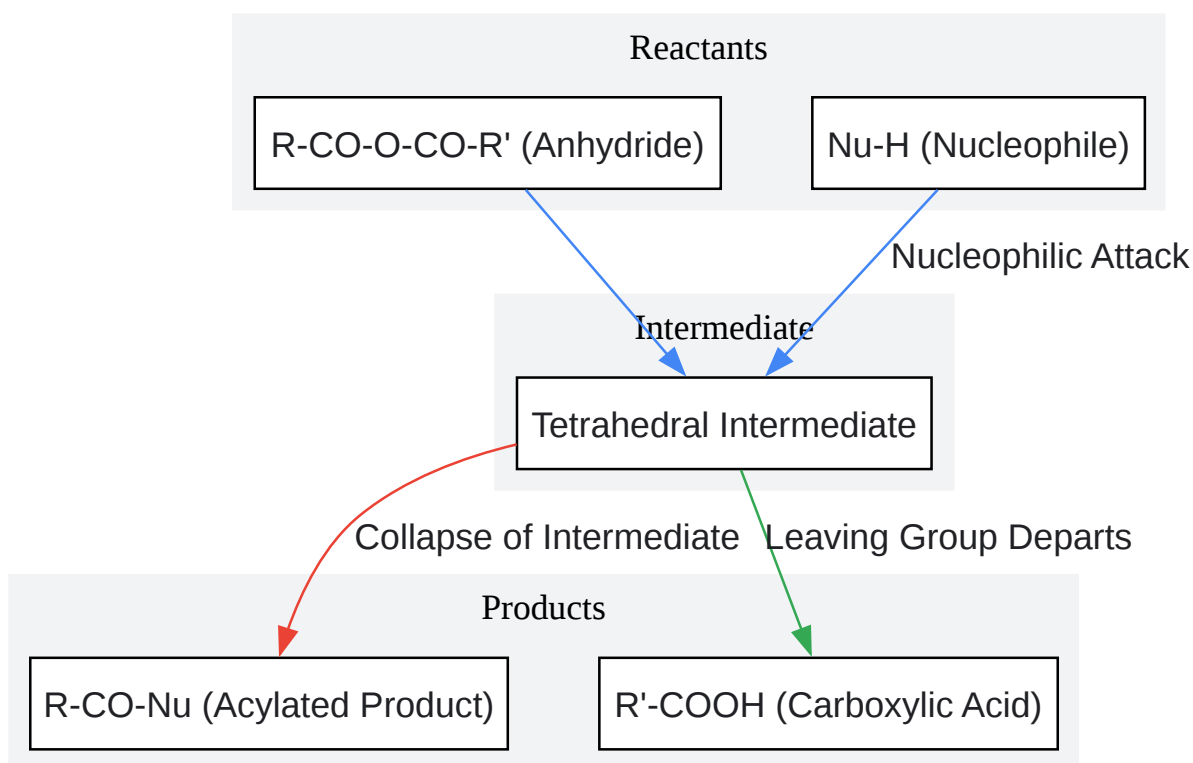 Reactants
R-CO-O-CO-R' (Anhydride)
Nu-H (Nucleophile)
Nucleophilic Attack
Intermediate
Tetrahedral Intermediate
Collapse of Intermediate
Leaving Group Departs
Products
R-CO-Nu (Acylated Product)
R'-COOH (Carboxylic Acid)